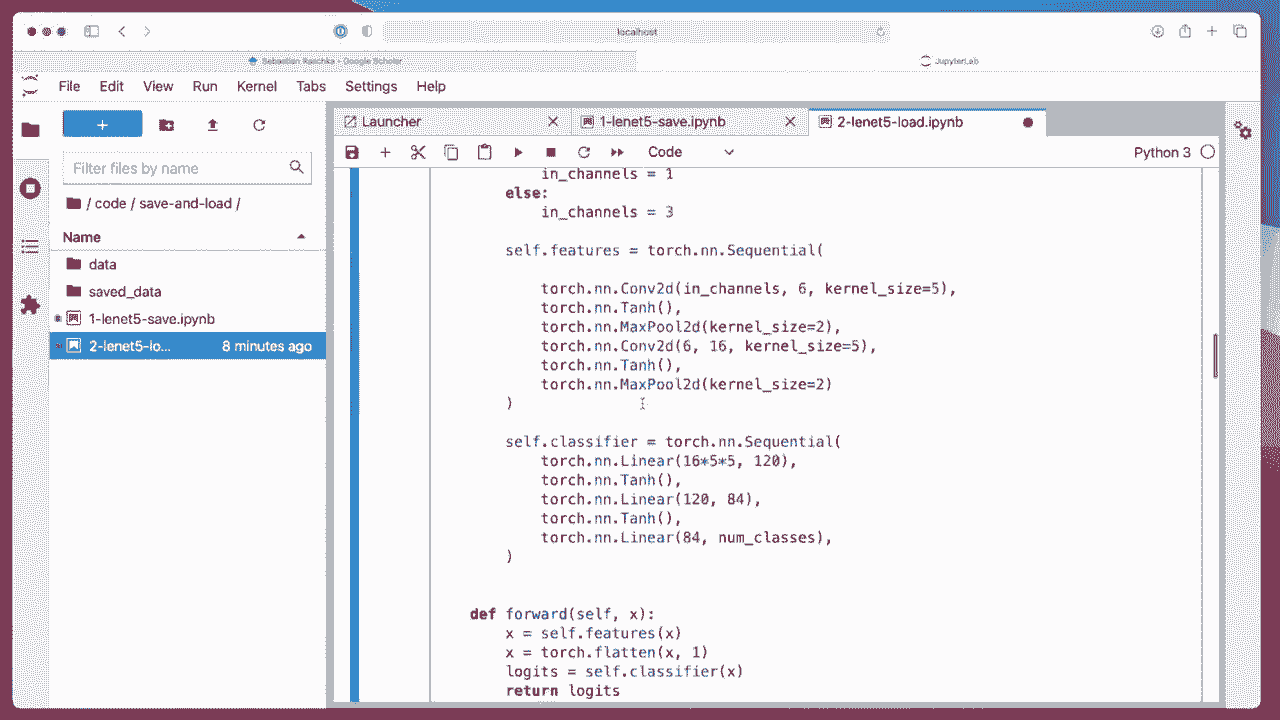 localhost
Sebastian Raschka - Google Scholar
JupyterLab
File Edit View Run Kernel Tabs Settings Help
Filter files by name
/ code / save-and-load /
Name
data
saved_data
1-lenet5-save.ipynb
2-lenet5-lo... 8 minutes ago
Launcher
1-lenet5-save.ipynb
2-lenet5-load.ipynb
Code
Python 3
in_channels = 1
else:
in_channels = 3
self.features = torch.nn.Sequential(
torch.nn.Conv2d(in_channels, 6, kernel_size=5),
torch.nn.Tanh(),
torch.nn.MaxPool2d(kernel_size=2),
torch.nn.Conv2d(6, 16, kernel_size=5),
torch.nn.Tanh(),
torch.nn.MaxPool2d(kernel_size=2)
)
self.classifier = torch.nn.Sequential(
torch.nn.Linear(16*5*5, 120),
torch.nn.Tanh(),
torch.nn.Linear(120, 84),
torch.nn.Tanh(),
torch.nn.Linear(84, num_classes),
)
def forward(self, x):
x = self.features(x)
x = torch.flatten(x, 1)
logits = self.classifier(x)
return logits